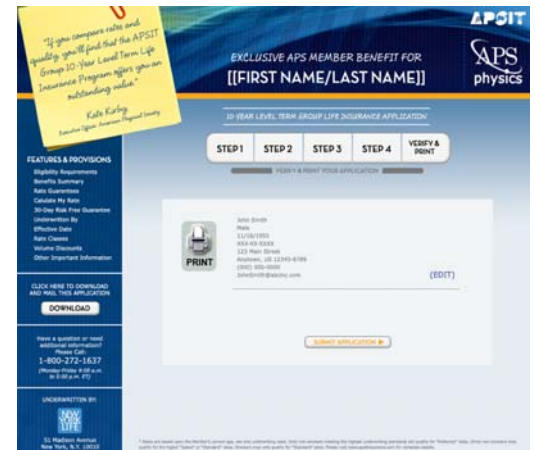 "If you compare rates and
quality, you'll find that the APSIT
Group 10-Year Level Term Life
Insurance Program offers you an
outstanding value."
Kate Kirby
Executive Officer, American Physical Society
APSIT
APS
physics
EXCLUSIVE APS MEMBER BENEFIT FOR
[[FIRST NAME/LAST NAME]]
10-YEAR LEVEL TERM GROUP LIFE INSURANCE APPLICATION
STEP 1
STEP 2
STEP 3
STEP 4
VERIFY &
PRINT
VERIFY & PRINT YOUR APPLICATION
FEATURES & PROVISIONS
Eligibility Requirements
Benefits Summary
Rate Guarantees
Calculate My Rate
30-Day Risk Free Guarantee
Underwritten By
Effective Date
Rate Classes
Volume Discounts
Other Important Information
CLICK HERE TO DOWNLOAD
AND MAIL THIS APPLICATION
DOWNLOAD
Have a question or need
additional information?
Please Call:
1-800-272-1637
(Monday-Friday 8:00 a.m.
to 5:00 p.m. ET)
UNDERWRITTEN BY:
NEW
YORK
LIFE
51 Madison Avenue
New York, N.Y. 10010
PRINT
John Smith
Male
11/16/1955
XXX-XX-XXXX
123 Main Street
Anytown, US 12345-6789
(000) 000-0000
(EDIT)
SUBMIT APPLICATION